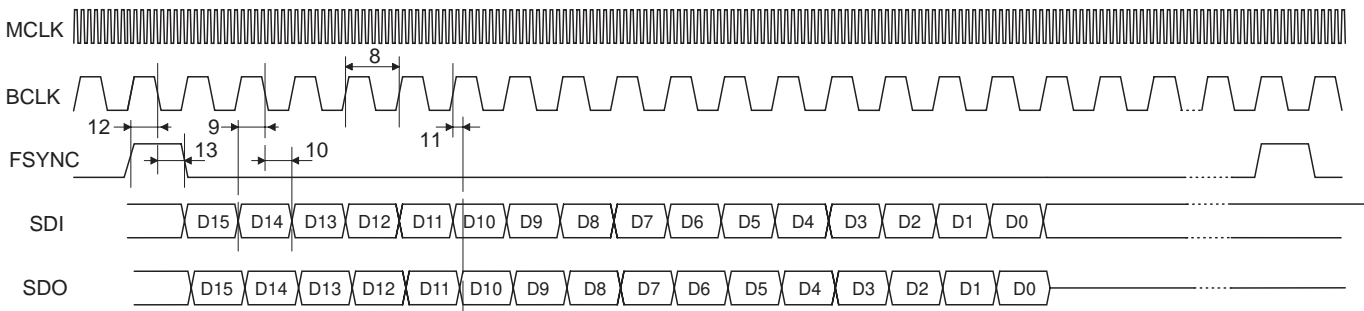 MCLK
8
BCLK
12 9 11
FSYNC 13 10
SDI D15 D14 D13 D12 D11 D10 D9 D8 D7 D6 D5 D4 D3 D2 D1 D0
SDO D15 D14 D13 D12 D11 D10 D9 D8 D7 D6 D5 D4 D3 D2 D1 D0